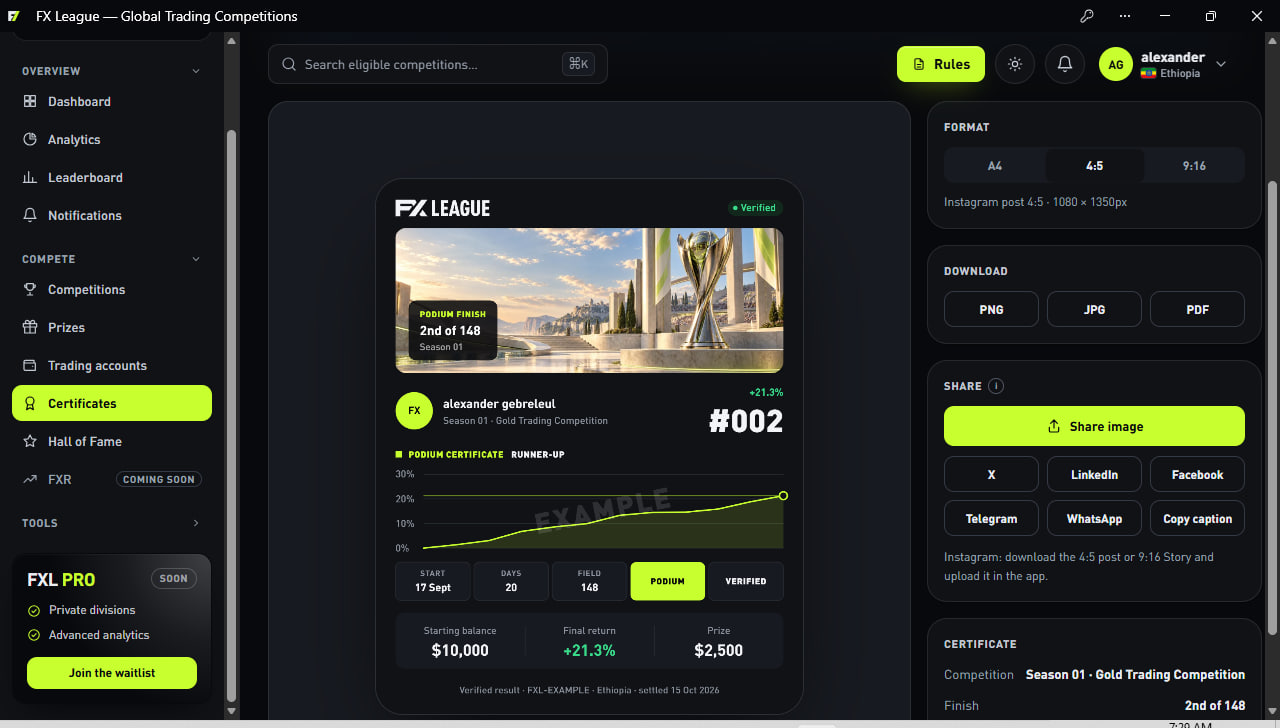 FX League — Global Trading Competitions
Search eligible competitions...
⌘K
Rules
AG
alexander
Ethiopia
OVERVIEW
Dashboard
Analytics
Leaderboard
Notifications
COMPETE
Competitions
Prizes
Trading accounts
Certificates
Hall of Fame
FXR
COMING SOON
TOOLS
FXL PRO
SOON
Private divisions
Advanced analytics
Join the waitlist
FX LEAGUE
Verified
PODIUM FINISH
2nd of 148
Season 01
FX
alexander gebreleul
Season 01 · Gold Trading Competition
+21.3%
#002
PODIUM CERTIFICATE RUNNER-UP
30%
20%
10%
0%
EXAMPLE
START
17 Sept
DAYS
20
FIELD
148
PODIUM
VERIFIED
Starting balance
$10,000
Final return
+21.3%
Prize
$2,500
Verified result · FXL-EXAMPLE · Ethiopia · settled 15 Oct 2026
FORMAT
A4
4:5
9:16
Instagram post 4:5 · 1080 × 1350px
DOWNLOAD
PNG
JPG
PDF
SHARE
Share image
X
LinkedIn
Facebook
Telegram
WhatsApp
Copy caption
Instagram: download the 4:5 post or 9:16 Story and
upload it in the app.
CERTIFICATE
Competition Season 01 · Gold Trading Competition
Finish 2nd of 148